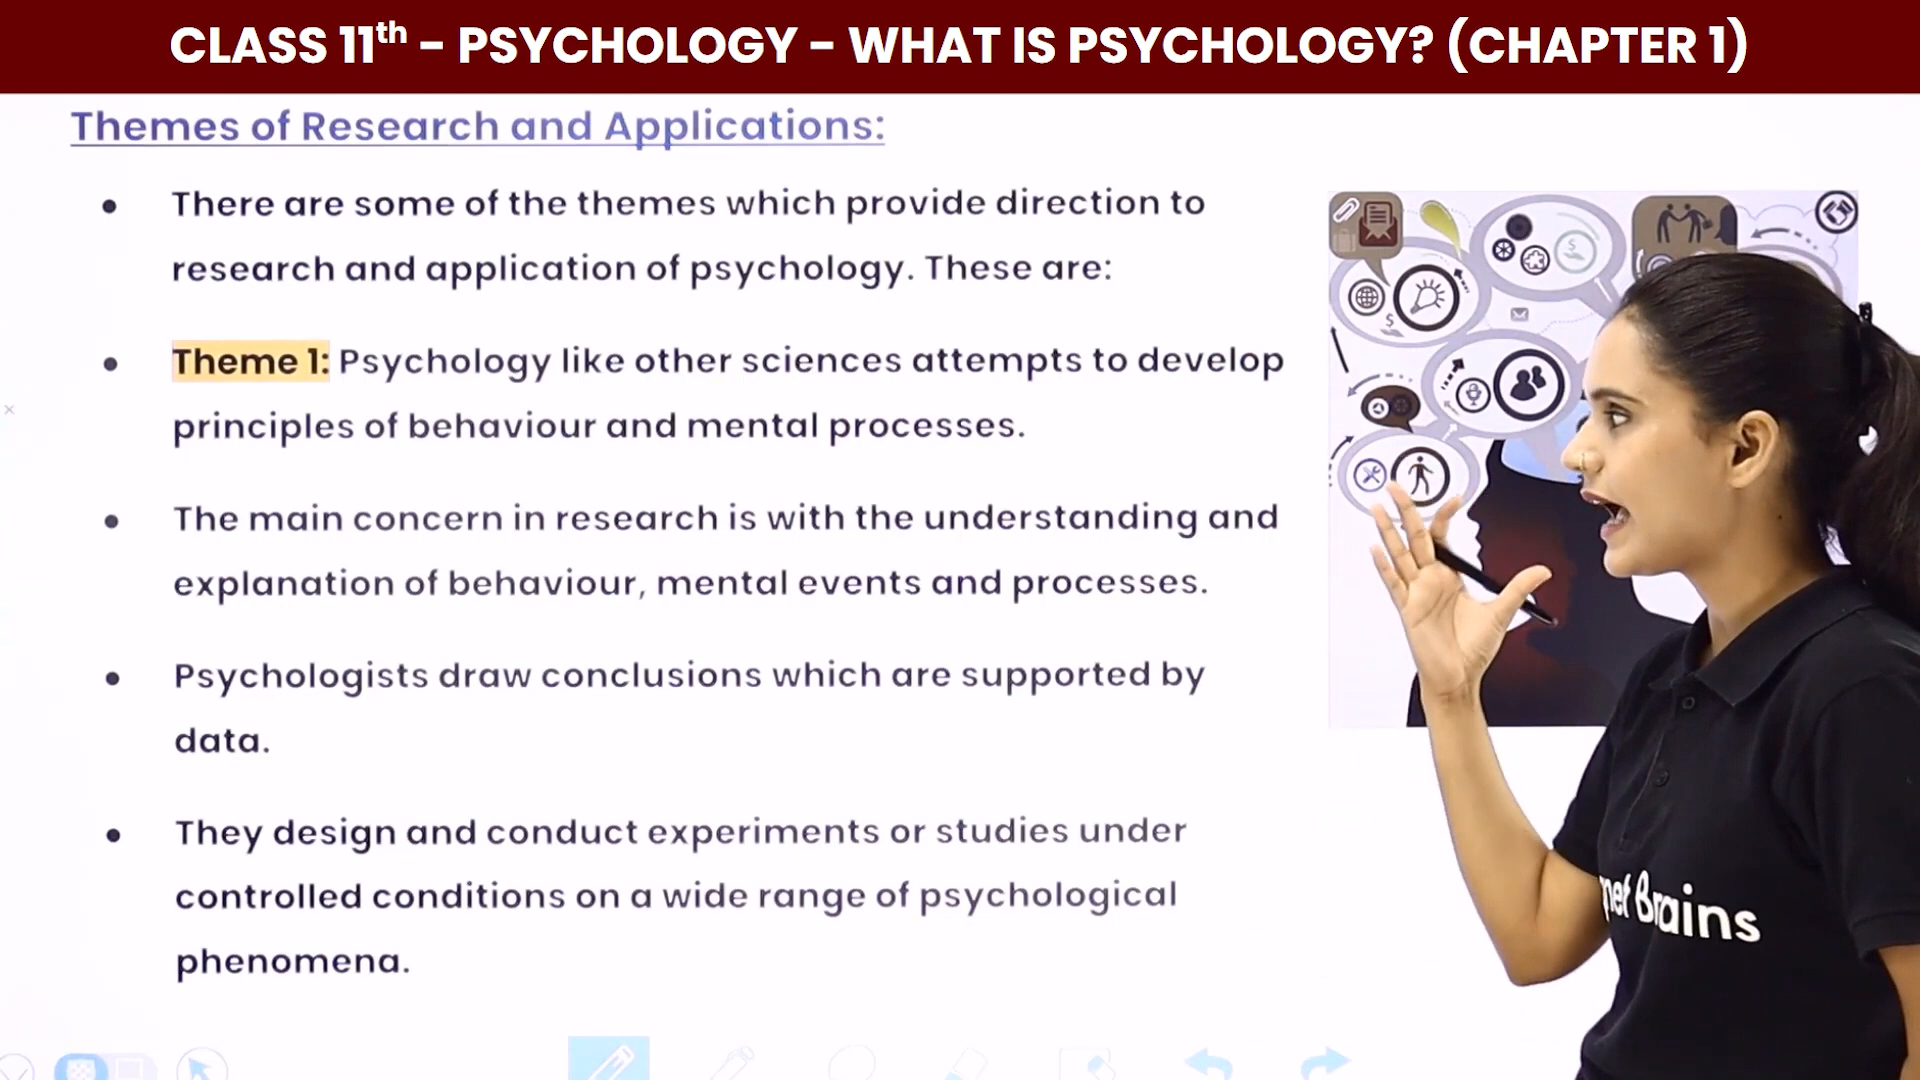 CLASS 11th – PSYCHOLOGY – WHAT IS PSYCHOLOGY? (CHAPTER 1)
Themes of Research and Applications:
• There are some of the themes which provide direction to
research and application of psychology. These are:
• Theme 1: Psychology like other sciences attempts to develop
principles of behaviour and mental processes.
• The main concern in research is with the understanding and
explanation of behaviour, mental events and processes.
• Psychologists draw conclusions which are supported by
data.
• They design and conduct experiments or studies under
controlled conditions on a wide range of psychological
phenomena.
Brains